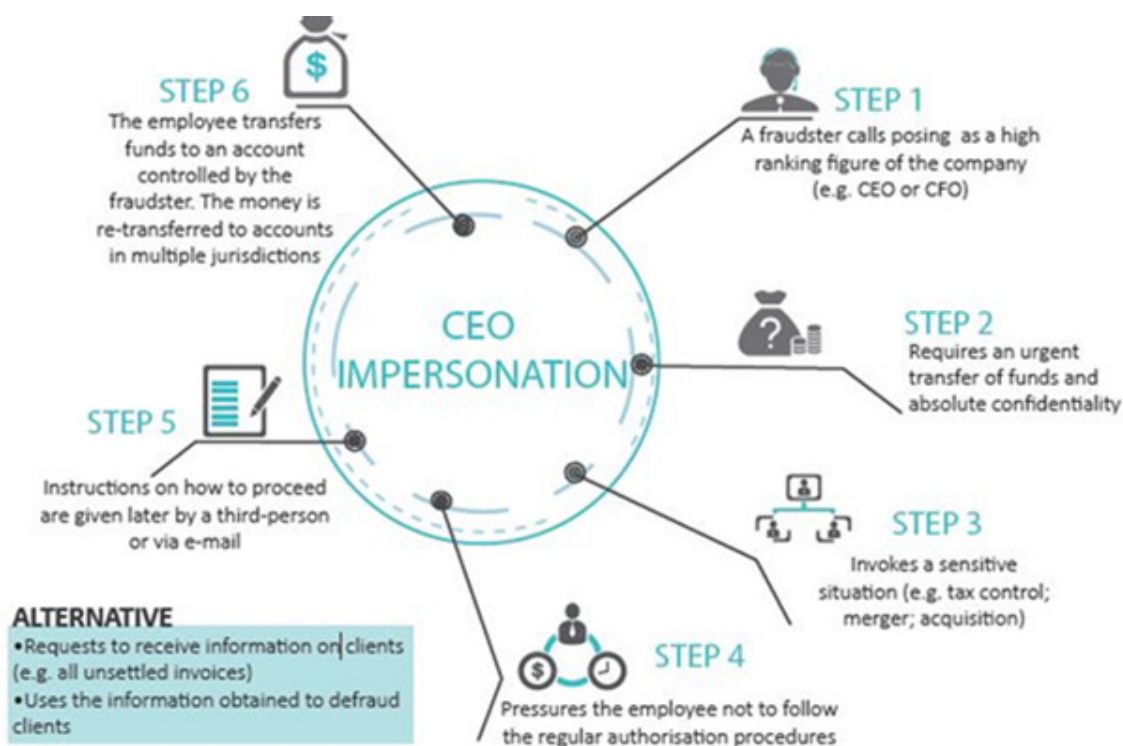 STEP 1
A fraudster calls posing as a high
ranking figure of the company
(e.g. CEO or CFO)
STEP 2
Requires an urgent
transfer of funds and
absolute confidentiality
STEP 3
Invokes a sensitive
situation (e.g. tax control;
merger; acquisition)
STEP 4
Pressures the employee not to follow
the regular authorisation procedures
STEP 5
Instructions on how to proceed
are given later by a third-person
or via e-mail
STEP 6
$
The employee transfers
funds to an account
controlled by the
fraudster. The money is
re-transferred to accounts
in multiple jurisdictions
CEO
IMPERSONATION
?
$
ALTERNATIVE
•Requests to receive information on clients
(e.g. all unsettled invoices)
•Uses the information obtained to defraud
clients